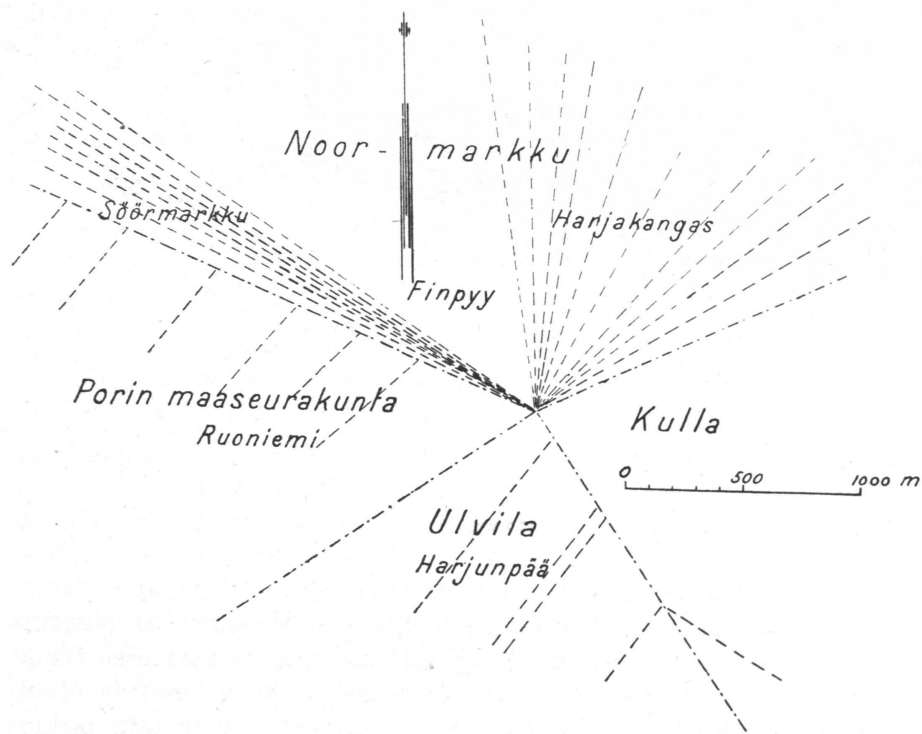 Noor- markku
Söörmarkku
Harjakangas
Finpyy
Porin maaseurakunta
Ruoniemi
Kulla
0 500 1000 m
Ulvila
Harjunpää